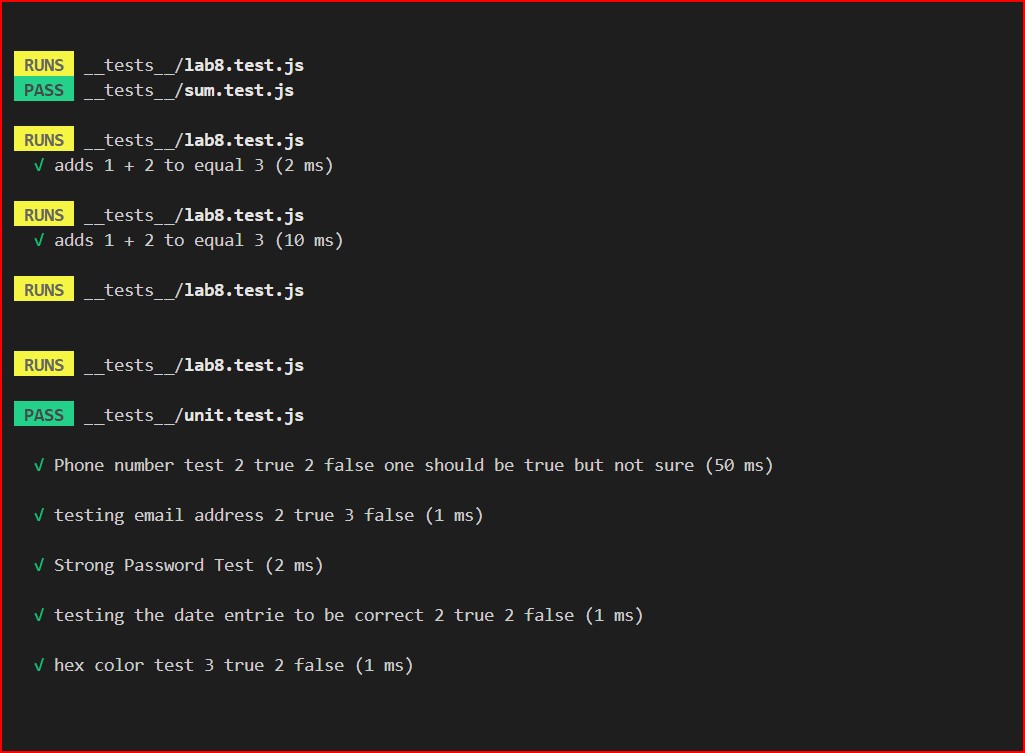 RUNS __tests__/lab8.test.js
PASS __tests__/sum.test.js
RUNS __tests__/lab8.test.js
√ adds 1 + 2 to equal 3 (2 ms)
RUNS __tests__/lab8.test.js
√ adds 1 + 2 to equal 3 (10 ms)
RUNS __tests__/lab8.test.js
RUNS __tests__/lab8.test.js
PASS __tests__/unit.test.js
√ Phone number test 2 true 2 false one should be true but not sure (50 ms)
√ testing email address 2 true 3 false (1 ms)
√ Strong Password Test (2 ms)
√ testing the date entrie to be correct 2 true 2 false (1 ms)
√ hex color test 3 true 2 false (1 ms)